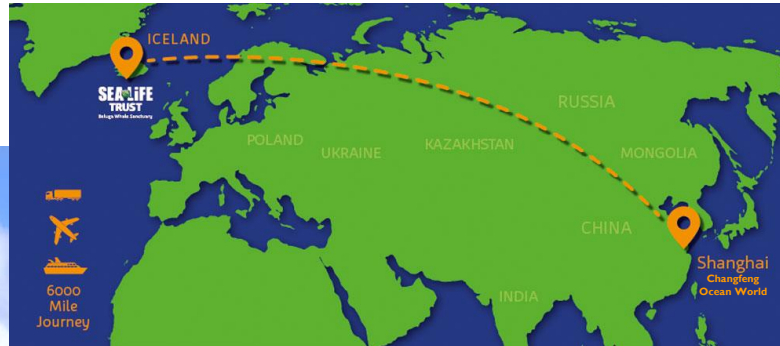 ICELAND
SEA LiFE
TRUST
Beluga Whale Sanctuary
RUSSIA
POLAND
UKRAINE
KAZAKHSTAN
MONGOLIA
CHINA
INDIA
Shanghai
Changfeng
Ocean World
6000
Mile
Journey